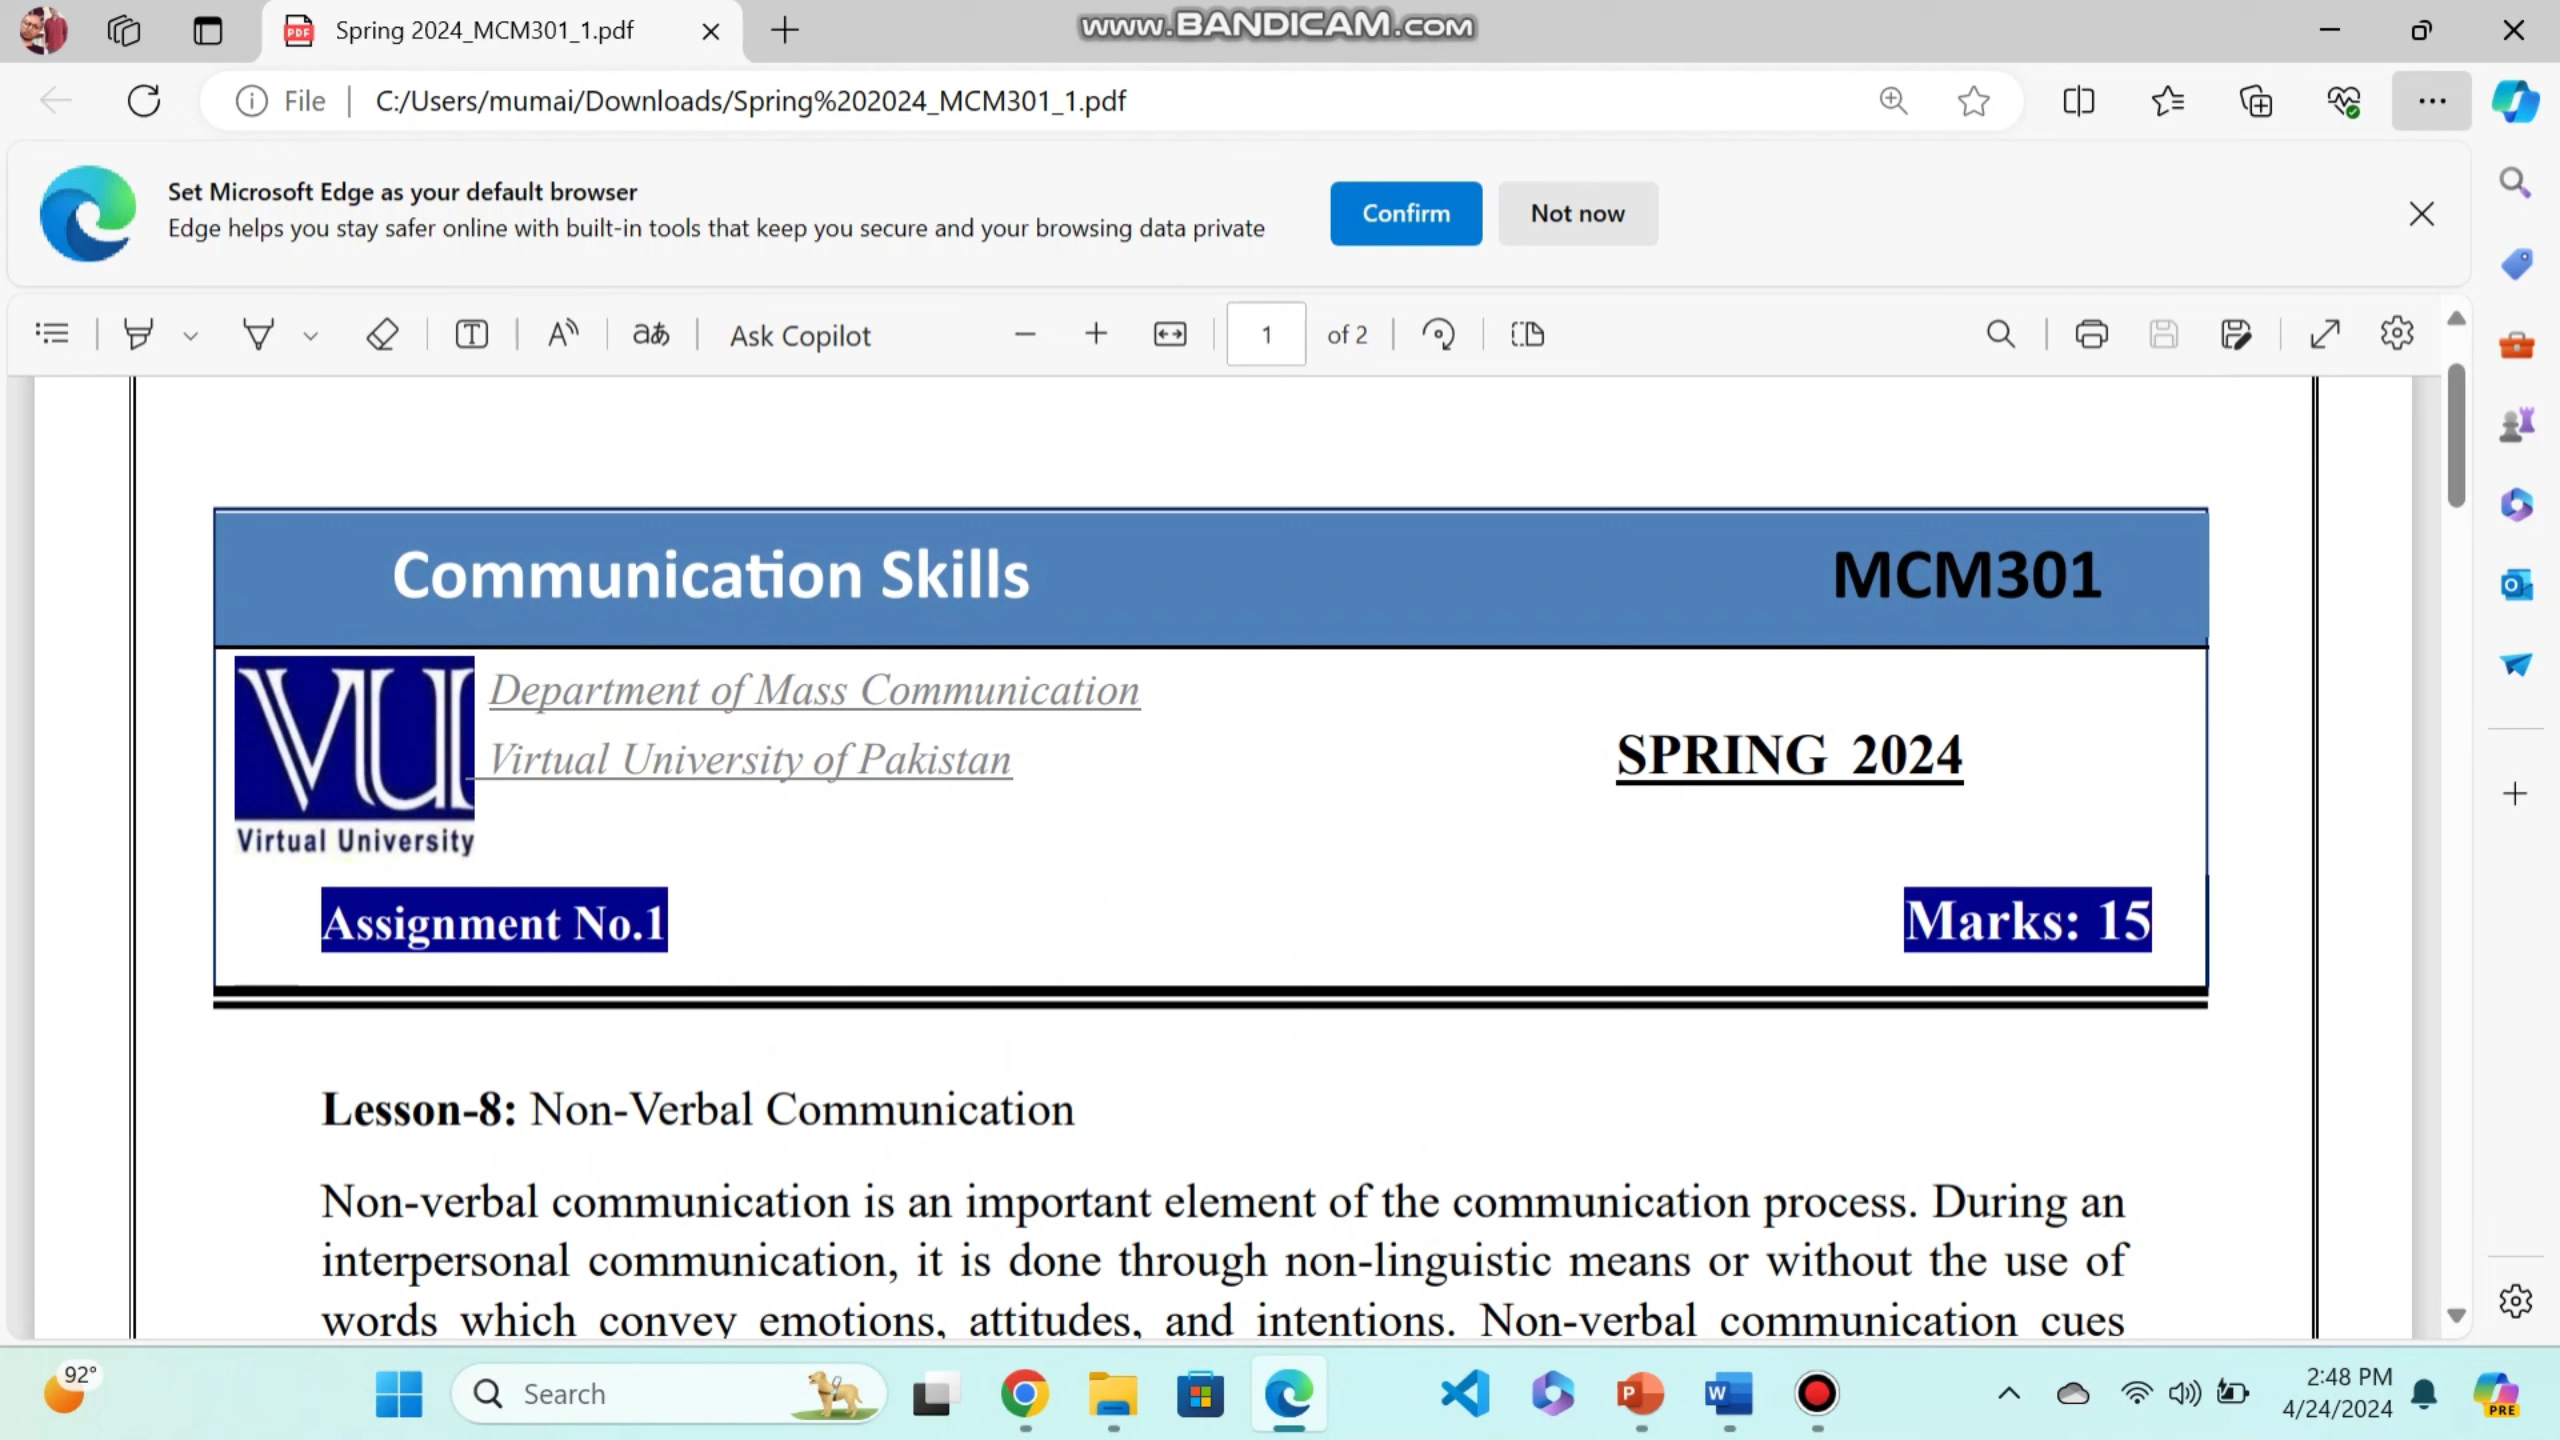 Spring 2024_MCM301_1.pdf
www.BANDICAM.com
File
C:/Users/mumai/Downloads/Spring%202024_MCM301_1.pdf
Set Microsoft Edge as your default browser
Edge helps you stay safer online with built-in tools that keep you secure and your browsing data private
Confirm
Not now
Ask Copilot
1 of 2
Communication Skills MCM301
VU
Virtual University
Department of Mass Communication
Virtual University of Pakistan
SPRING 2024
Assignment No.1
Marks: 15
Lesson-8: Non-Verbal Communication
Non-verbal communication is an important element of the communication process. During an
interpersonal communication, it is done through non-linguistic means or without the use of
words which convey emotions, attitudes, and intentions. Non-verbal communication cues
92°
Search
2:48 PM
4/24/2024
PRE